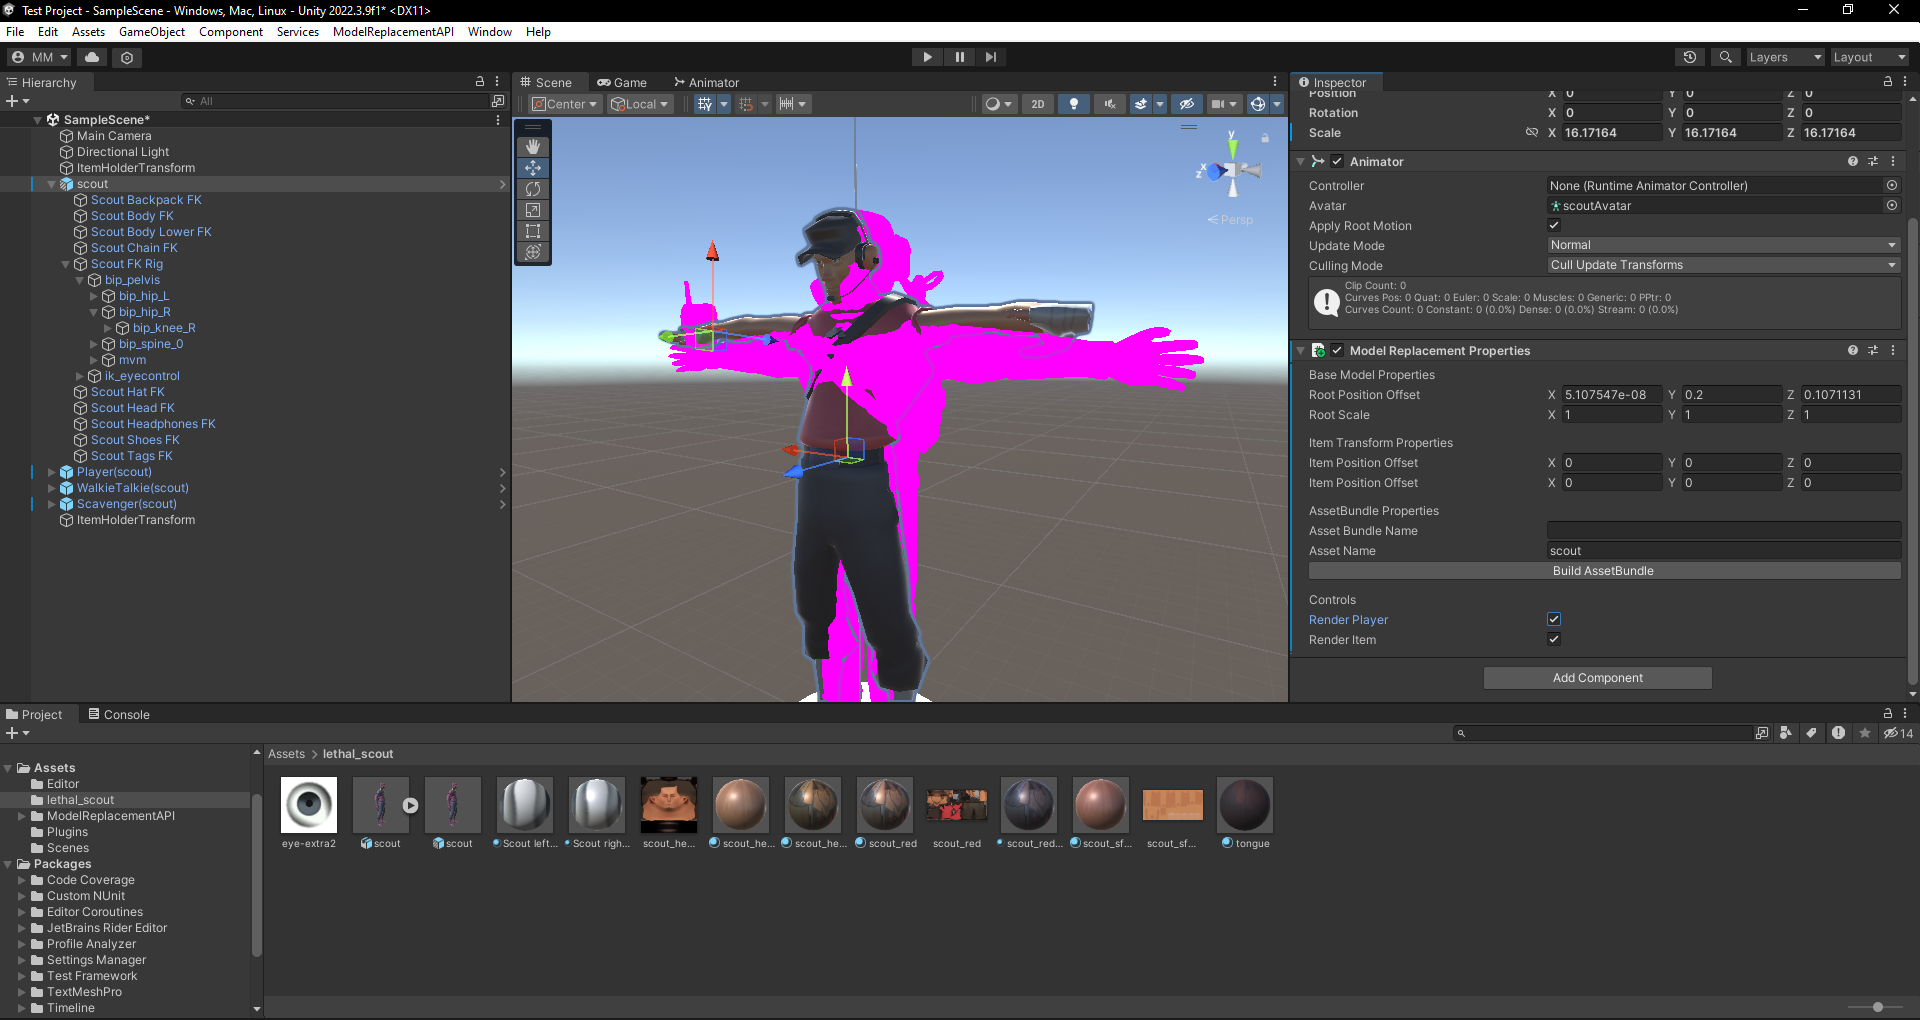 Test Project - SampleScene - Windows, Mac, Linux - Unity 2022.3.9f1* <DX11>
File Edit Assets GameObject Component Services ModelReplacementAPI Window Help
MM Layers Layout
Hierarchy
All
SampleScene*
Main Camera
Directional Light
ItemHolderTransform
scout
Scout Backpack FK
Scout Body FK
Scout Body Lower FK
Scout Chain FK
Scout FK Rig
bip_pelvis
bip_hip_L
bip_hip_R
bip_knee_R
bip_spine_0
mvm
ik_eyecontrol
Scout Hat FK
Scout Head FK
Scout Headphones FK
Scout Shoes FK
Scout Tags FK
Player(scout)
WalkieTalkie(scout)
Scavenger(scout)
ItemHolderTransform
Scene Game Animator
Center Local 2D
y
x
z
Persp
Inspector
Position X 0 Y 0 Z 0
Rotation X 0 Y 0 Z 0
Scale X 16.17164 Y 16.17164 Z 16.17164
Animator
Controller None (Runtime Animator Controller)
Avatar scoutAvatar
Apply Root Motion
Update Mode Normal
Culling Mode Cull Update Transforms
Clip Count: 0
Curves Pos: 0 Quat: 0 Euler: 0 Scale: 0 Muscles: 0 Generic: 0 PPtr: 0
Curves Count: 0 Constant: 0 (0.0%) Dense: 0 (0.0%) Stream: 0 (0.0%)
Model Replacement Properties
Base Model Properties
Root Position Offset X 5.107547e-08 Y 0.2 Z 0.1071131
Root Scale X 1 Y 1 Z 1
Item Transform Properties
Item Position Offset X 0 Y 0 Z 0
Item Position Offset X 0 Y 0 Z 0
AssetBundle Properties
Asset Bundle Name
Asset Name scout
Build AssetBundle
Controls
Render Player
Render Item
Add Component
Project Console
14
Assets
Editor
lethal_scout
ModelReplacementAPI
Plugins
Scenes
Packages
Code Coverage
Custom NUnit
Editor Coroutines
JetBrains Rider Editor
Profile Analyzer
Settings Manager
Test Framework
TextMeshPro
Timeline
Assets > lethal_scout
eye-extra2 scout scout Scout left... Scout righ... scout_he... scout_he... scout_he... scout_red scout_red scout_red... scout_sf... scout_sf... tongue